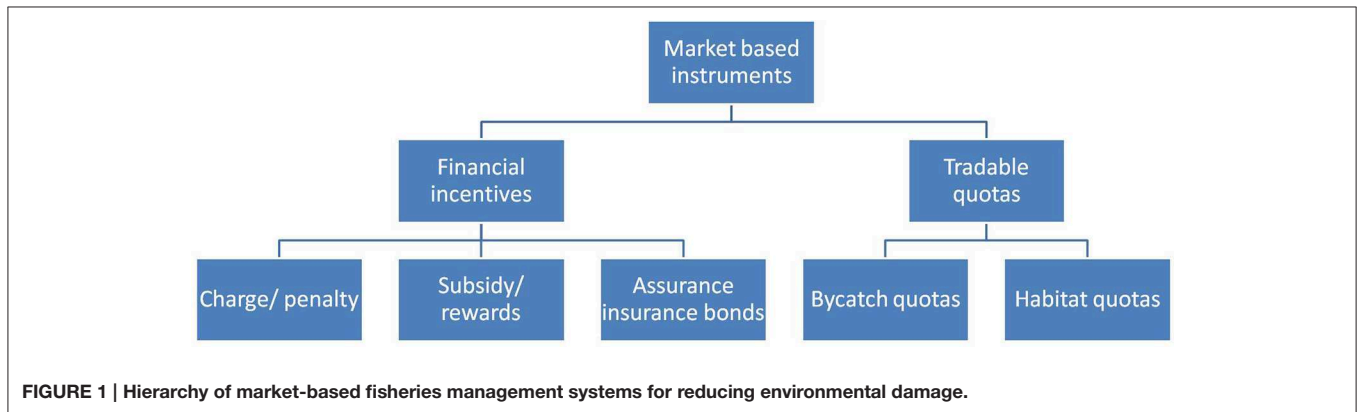 Market based
instruments
Financial
incentives
Tradable
quotas
Charge/ penalty
Subsidy/
rewards
Assurance
insurance bonds
Bycatch quotas
Habitat quotas
FIGURE 1 | Hierarchy of market-based fisheries management systems for reducing environmental damage.